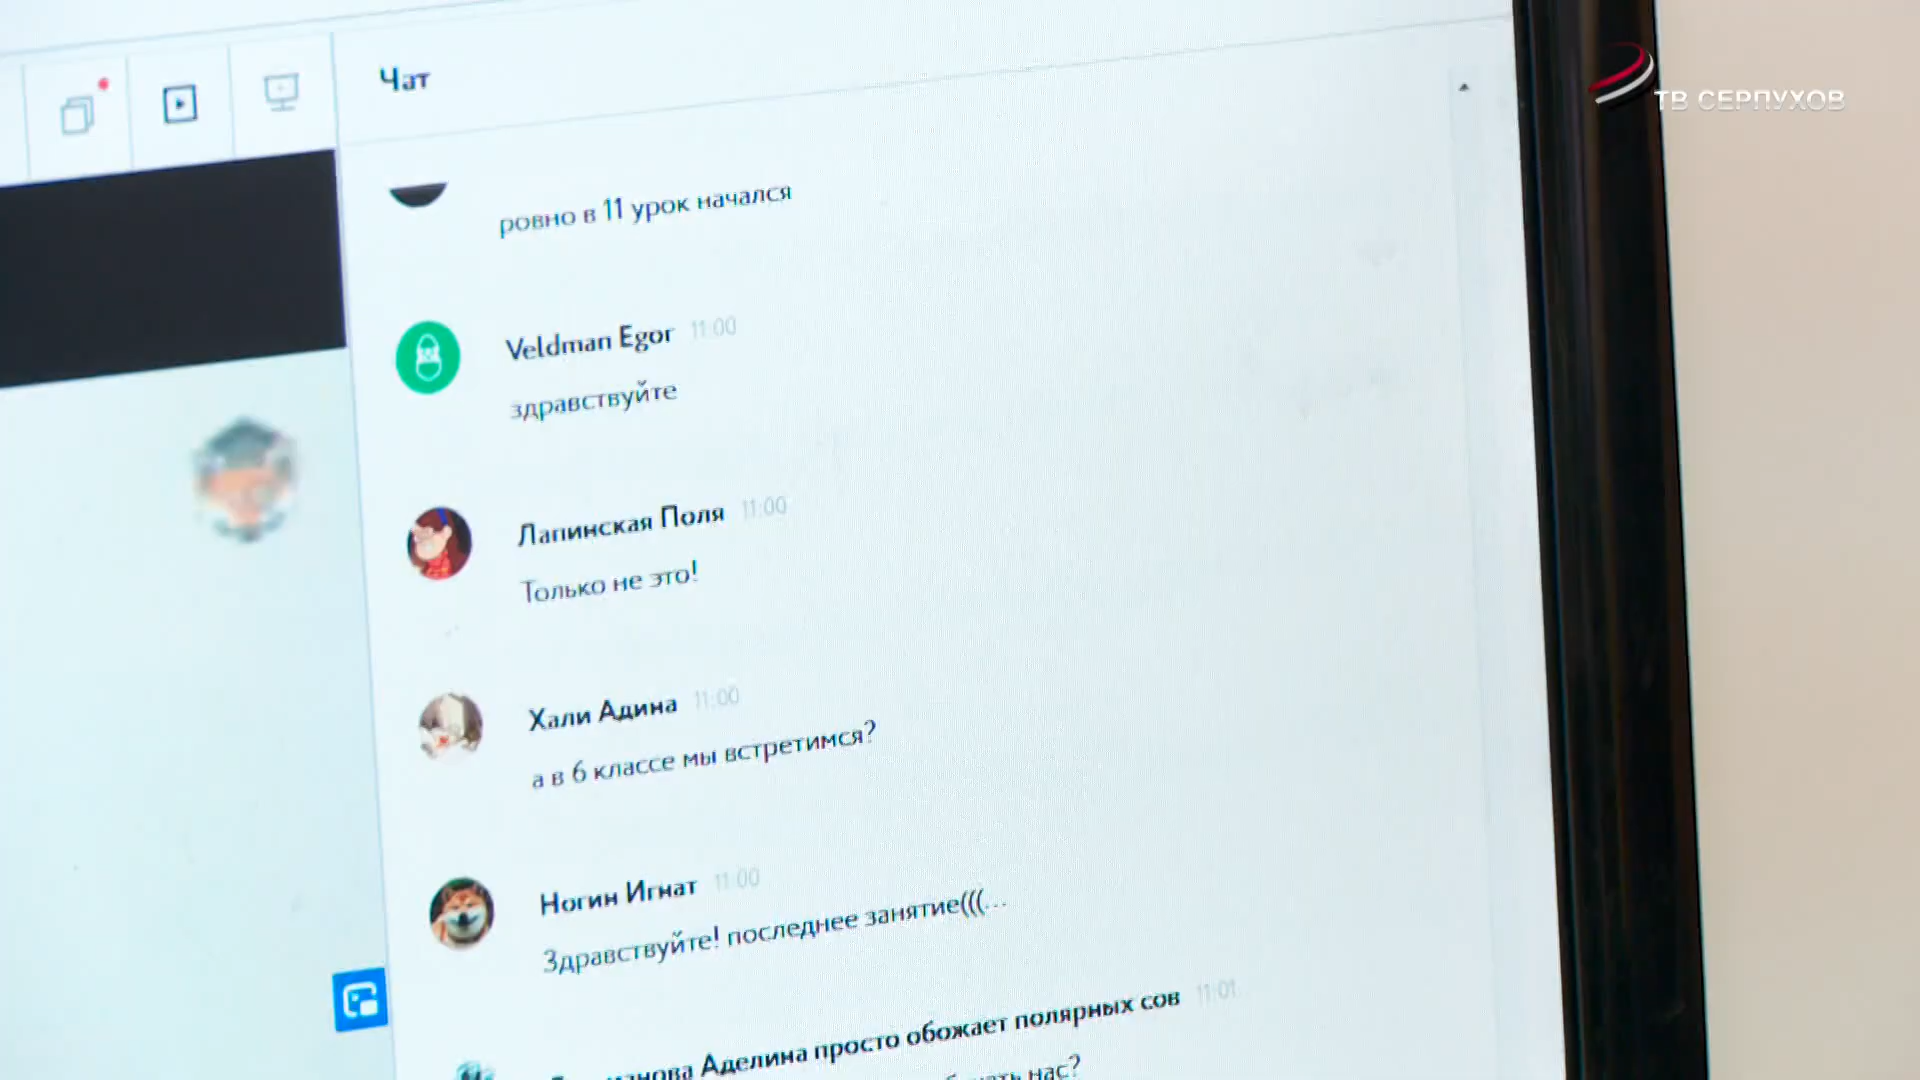 Чат
ТВ СЕРПУХОВ
ровно в 11 урок начался
Veldman Egor 11:00
здравствуйте
Лапинская Поля 11:00
Только не это!
Хали Адина 11:00
а в 6 классе мы встретимся?
Ногин Игнат 11:00
Здравствуйте! последнее занятие(((...
Аделина просто обожает полярных сов 11:01
нас?